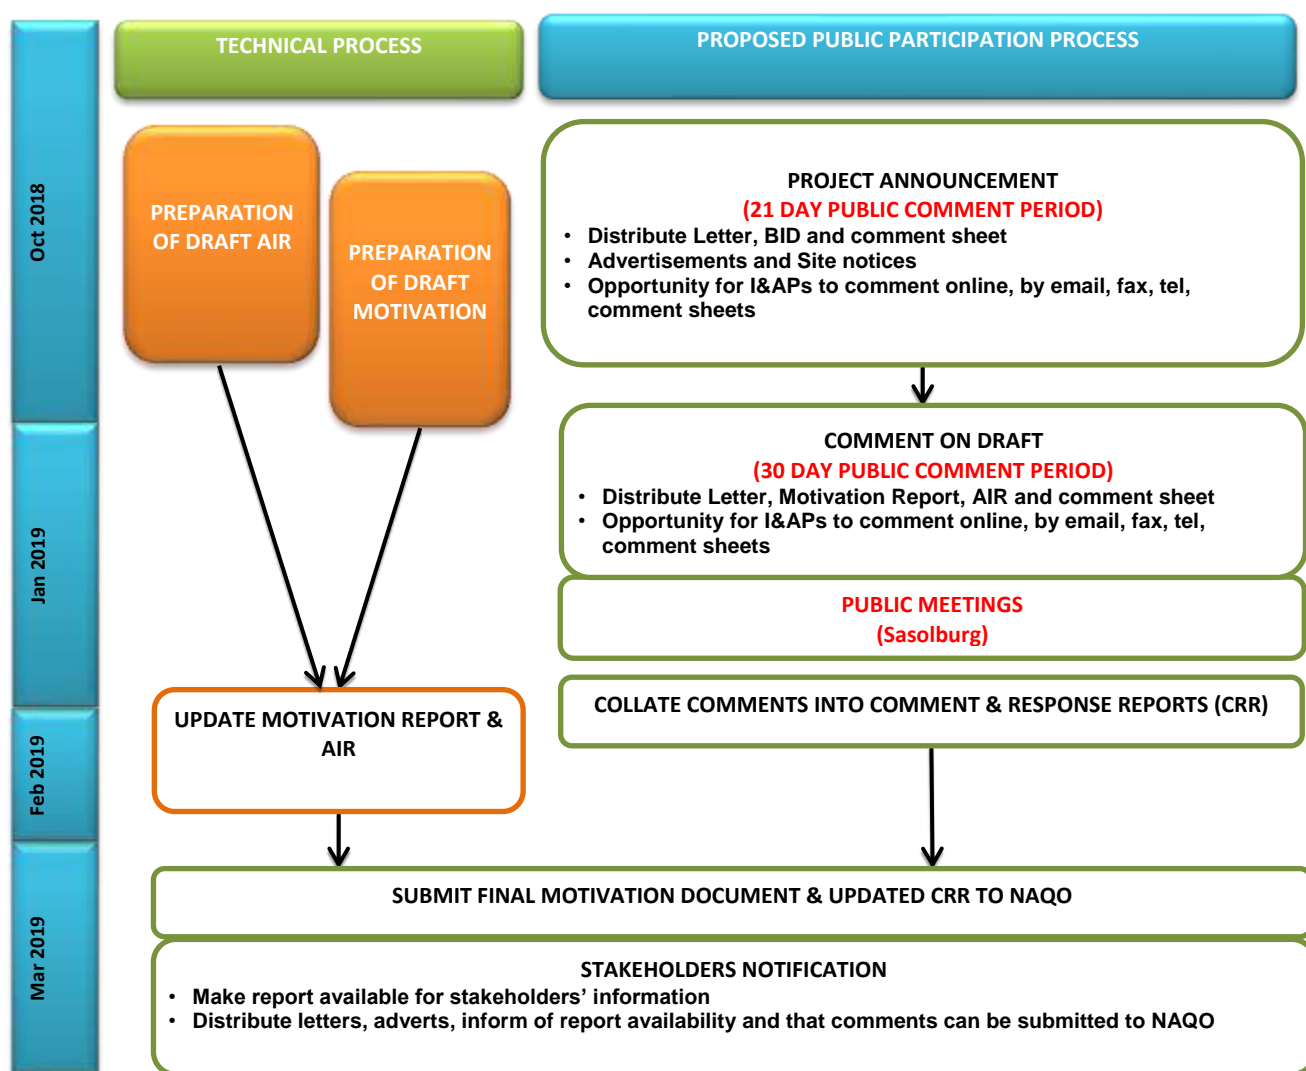 TECHNICAL PROCESS
PROPOSED PUBLIC PARTICIPATION PROCESS
Oct 2018
PREPARATION
OF DRAFT AIR
PREPARATION
OF DRAFT
MOTIVATION
PROJECT ANNOUNCEMENT
(21 DAY PUBLIC COMMENT PERIOD)
• Distribute Letter, BID and comment sheet
• Advertisements and Site notices
• Opportunity for I&APs to comment online, by email, fax, tel,
comment sheets
Jan 2019
COMMENT ON DRAFT
(30 DAY PUBLIC COMMENT PERIOD)
• Distribute Letter, Motivation Report, AIR and comment sheet
• Opportunity for I&APs to comment online, by email, fax, tel,
comment sheets
PUBLIC MEETINGS
(Sasolburg)
Feb 2019
UPDATE MOTIVATION REPORT &
AIR
COLLATE COMMENTS INTO COMMENT & RESPONSE REPORTS (CRR)
Mar 2019
SUBMIT FINAL MOTIVATION DOCUMENT & UPDATED CRR TO NAQO
STAKEHOLDERS NOTIFICATION
• Make report available for stakeholders’ information
• Distribute letters, adverts, inform of report availability and that comments can be submitted to NAQO